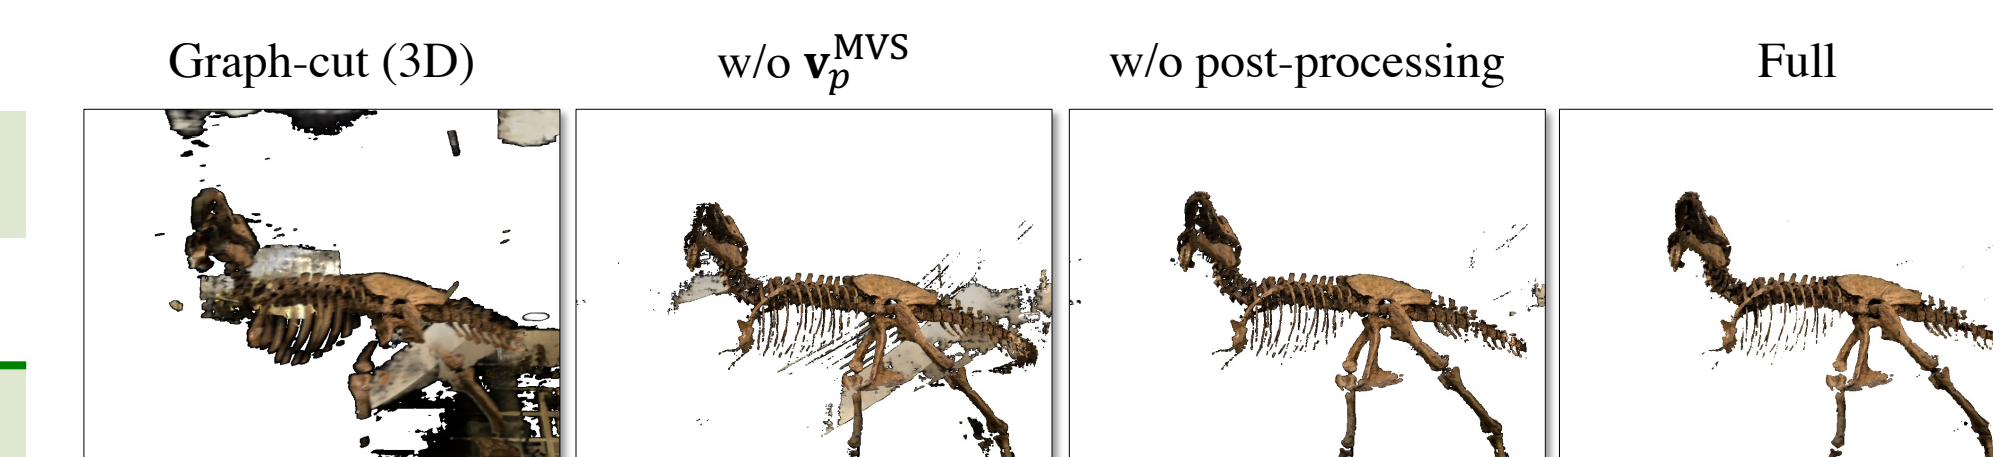 Graph-cut (3D)
w/o v_p^MVS
w/o post-processing
Full